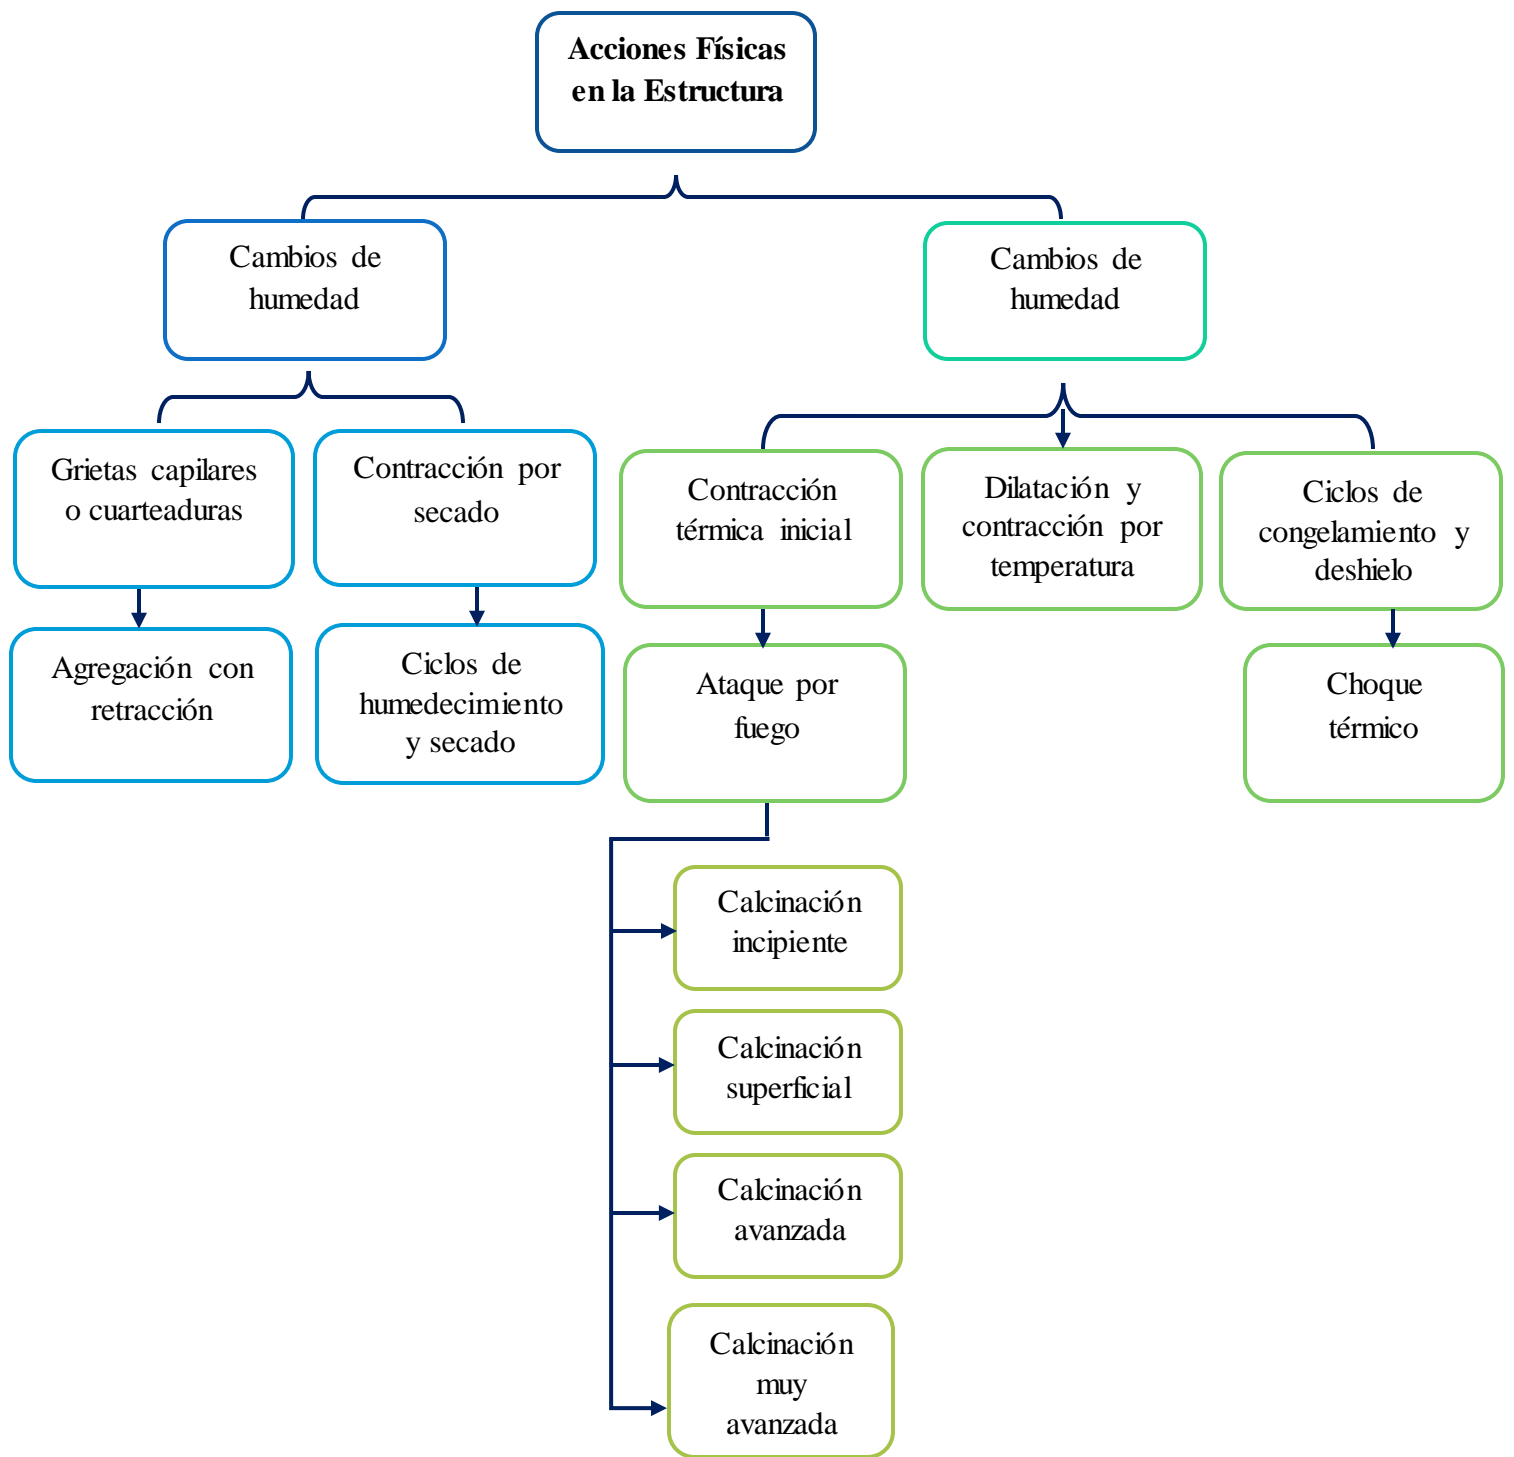 Acciones Físicas
en la Estructura
Cambios de
humedad
Cambios de
humedad
Grietas capilares
o cuarteaduras
Contracción por
secado
Contracción
térmica inicial
Dilatación y
contracción por
temperatura
Ciclos de
congelamiento y
deshielo
Agregación con
retracción
Ciclos de
humedecimiento
y secado
Ataque por
fuego
Choque
térmico
Calcinación
incipiente
Calcinación
superficial
Calcinación
avanzada
Calcinación
muy
avanzada